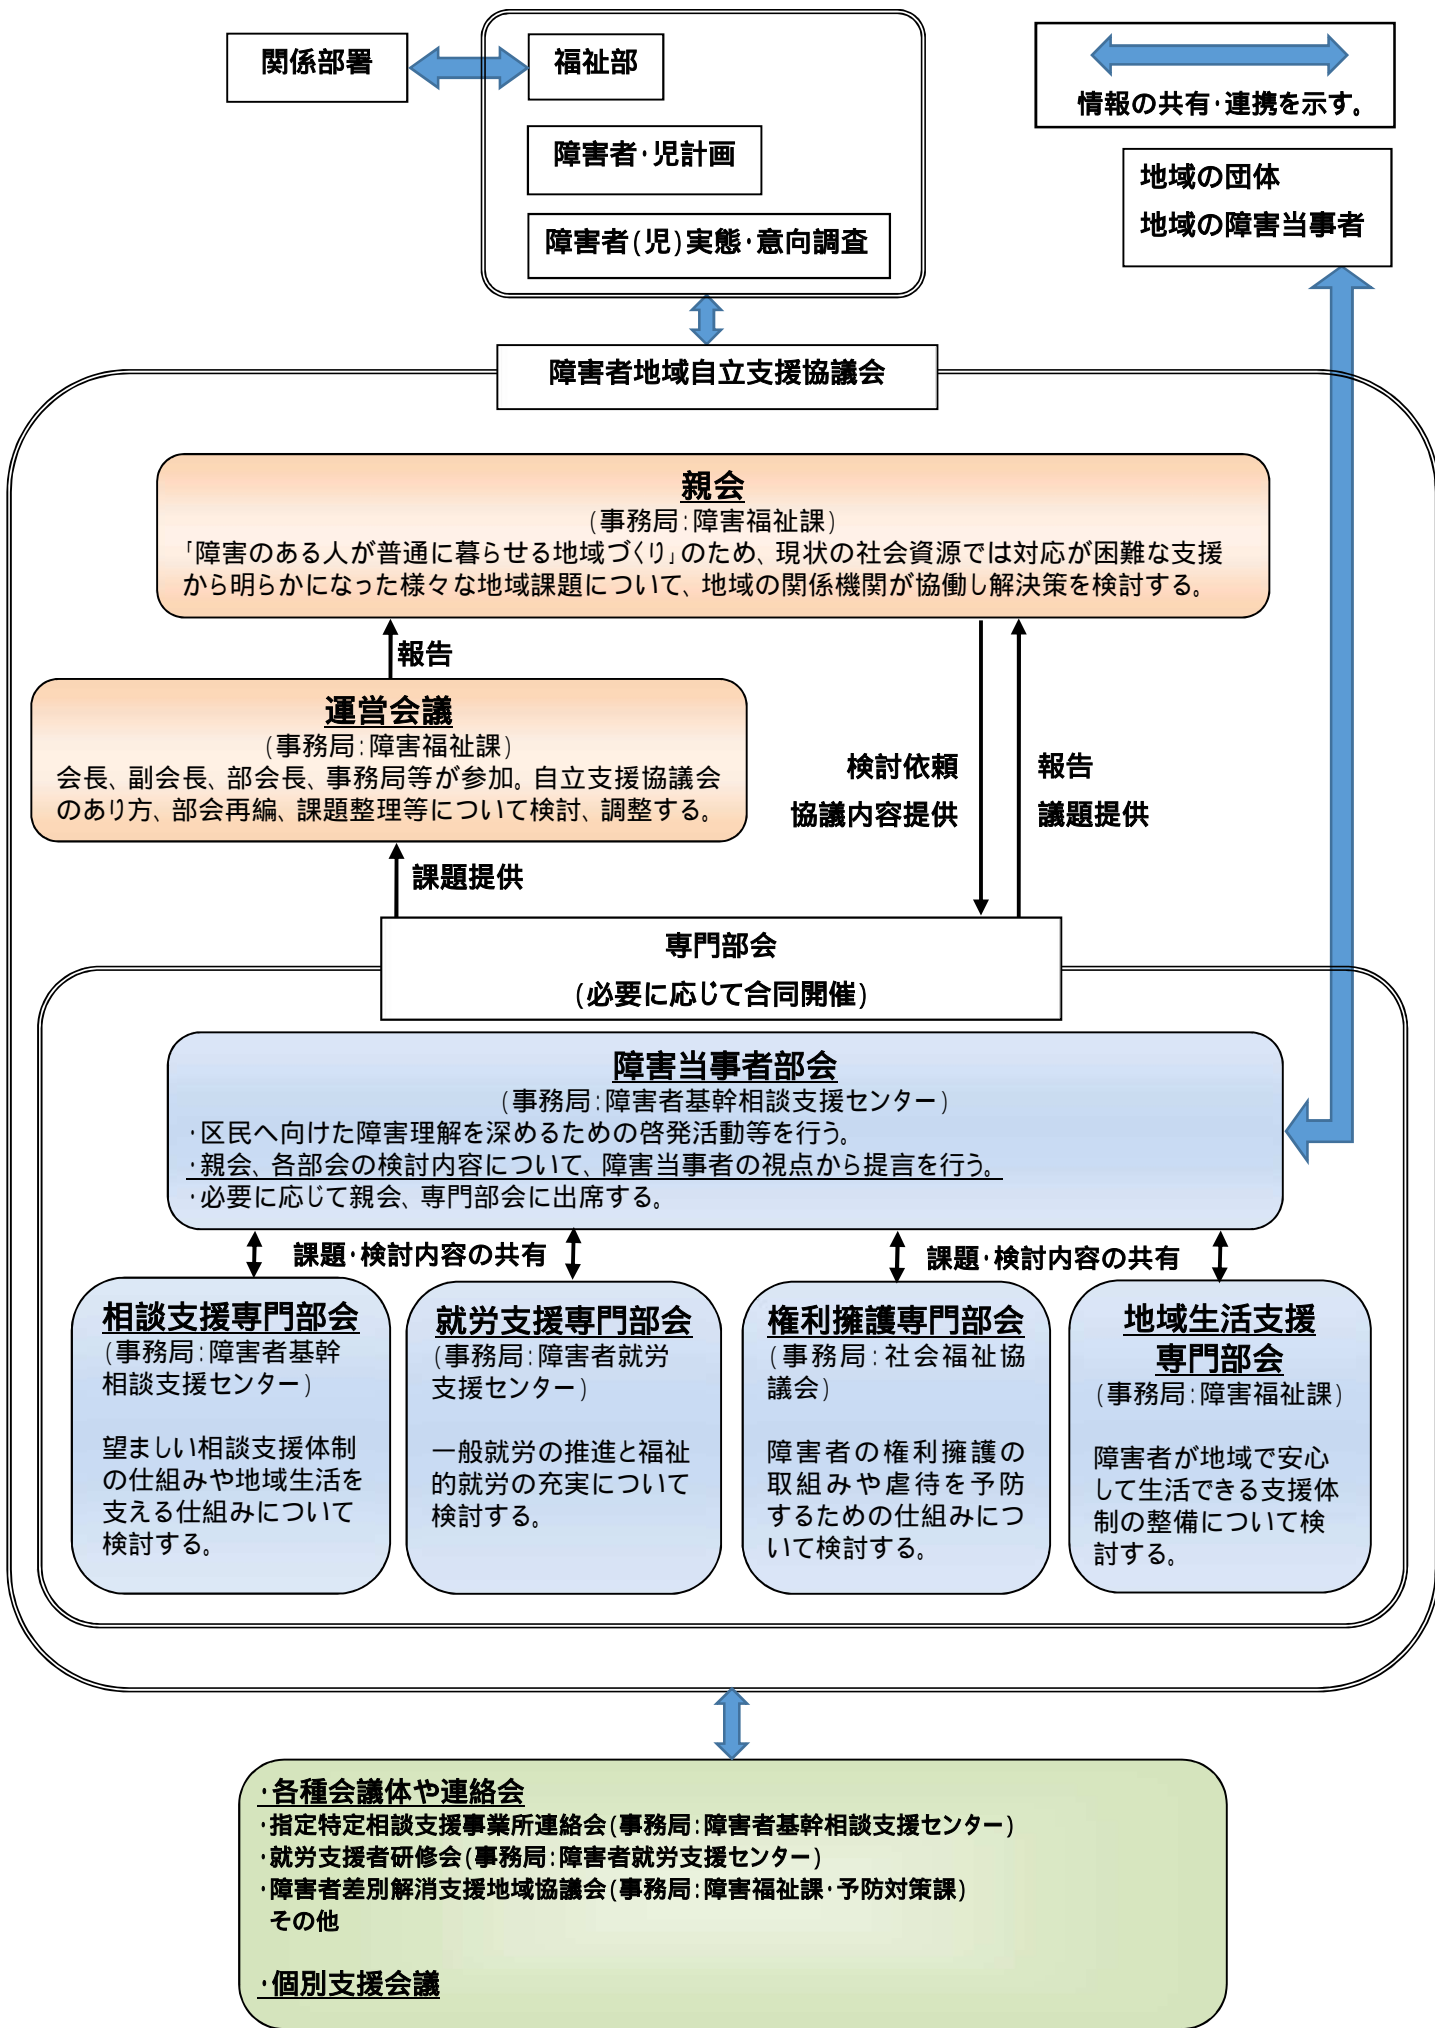 関係部署
福祉部
情報の共有・連携を示す。
障害者・児計画
地域の団体
地域の障害当事者
障害者(児)実態・意向調査
障害者地域自立支援協議会
親会
(事務局:障害福祉課)
「障害のある人が普通に暮らせる地域づくり」のため、現状の社会資源では対応が困難な支援
から明らかになった様々な地域課題について、地域の関係機関が協働し解決策を検討する。
報告
運営会議
(事務局:障害福祉課)
会長、副会長、部会長、事務局等が参加。自立支援協議会
のあり方、部会再編、課題整理等について検討、調整する。
検討依頼
協議内容提供
報告
議題提供
課題提供
専門部会
(必要に応じて合同開催)
障害当事者部会
(事務局:障害者基幹相談支援センター)
・区民へ向けた障害理解を深めるための啓発活動等を行う。
・親会、各部会の検討内容について、障害当事者の視点から提言を行う。
・必要に応じて親会、専門部会に出席する。
課題・検討内容の共有
課題・検討内容の共有
相談支援専門部会
(事務局:障害者基幹
相談支援センター)
望ましい相談支援体制
の仕組みや地域生活を
支える仕組みについて
検討する。
就労支援専門部会
(事務局:障害者就労
支援センター)
一般就労の推進と福祉
的就労の充実について
検討する。
権利擁護専門部会
(事務局:社会福祉協
議会)
障害者の権利擁護の
取組みや虐待を予防
するための仕組みにつ
いて検討する。
地域生活支援
専門部会
(事務局:障害福祉課)
障害者が地域で安心
して生活できる支援体
制の整備について検
討する。
・各種会議体や連絡会
・指定特定相談支援事業所連絡会(事務局:障害者基幹相談支援センター)
・就労支援者研修会(事務局:障害者就労支援センター)
・障害者差別解消支援地域協議会(事務局:障害福祉課・予防対策課)
その他
・個別支援会議